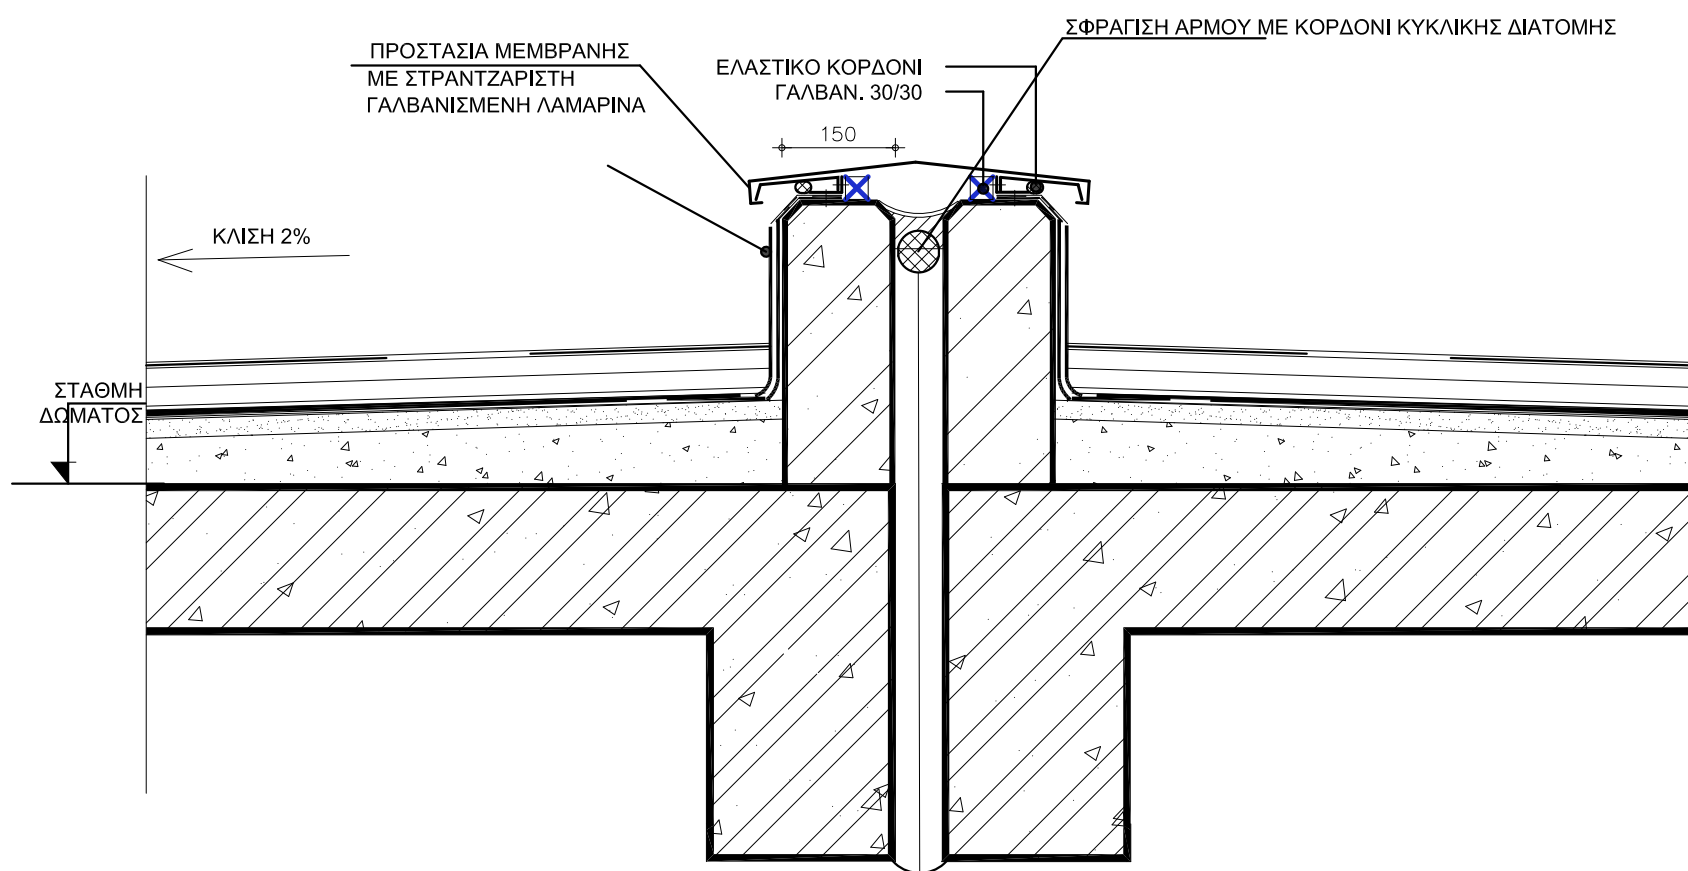 ΣΦΡΑΓΙΣΗ ΑΡΜΟΥ ΜΕ ΚΟΡΔΟΝΙ ΚΥΚΛΙΚΗΣ ΔΙΑΤΟΜΗΣ
ΠΡΟΣΤΑΣΙΑ ΜΕΜΒΡΑΝΗΣ
ΜΕ ΣΤΡΑΝΤΖΑΡΙΣΤΗ
ΓΑΛΒΑΝΙΣΜΕΝΗ ΛΑΜΑΡΙΝΑ
ΕΛΑΣΤΙΚΟ ΚΟΡΔΟΝΙ
ΓΑΛΒΑΝ. 30/30
150
ΚΛΙΣΗ 2%
ΣΤΑΘΜΗ
ΔΩΜΑΤΟΣ